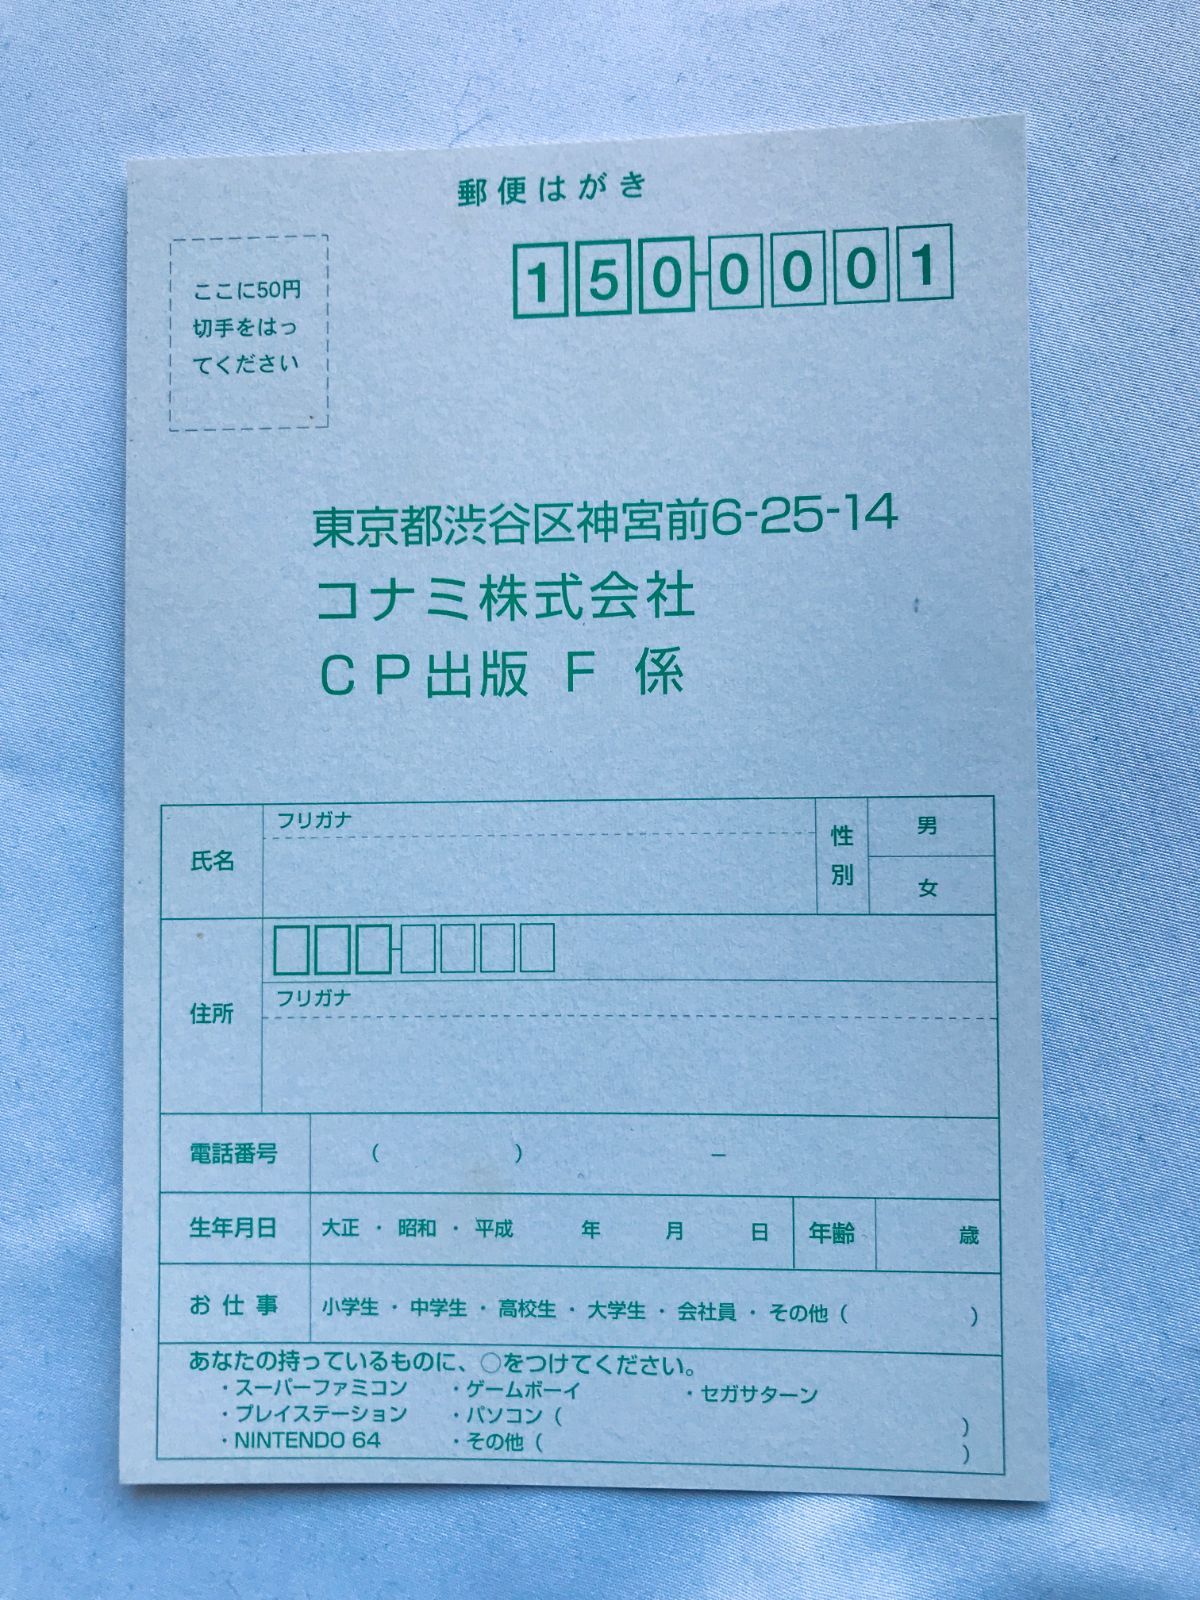 郵便はがき
ここに50円
切手をはっ
てください
150-0001
東京都渋谷区神宮前6-25-14
コナミ株式会社
CP出版 F 係
氏名 フリガナ 性別 男 女
住所 フリガナ
電話番号 ( ) −
生年月日 大正 ・ 昭和 ・ 平成 年 月 日 年齢 歳
お仕事 小学生 ・ 中学生 ・ 高校生 ・ 大学生 ・ 会社員 ・ その他 ( )
あなたの持っているものに、○をつけてください。
・スーパーファミコン ・ゲームボーイ ・セガサターン
・プレイステーション ・パソコン ( )
・NINTENDO 64 ・その他 ( )